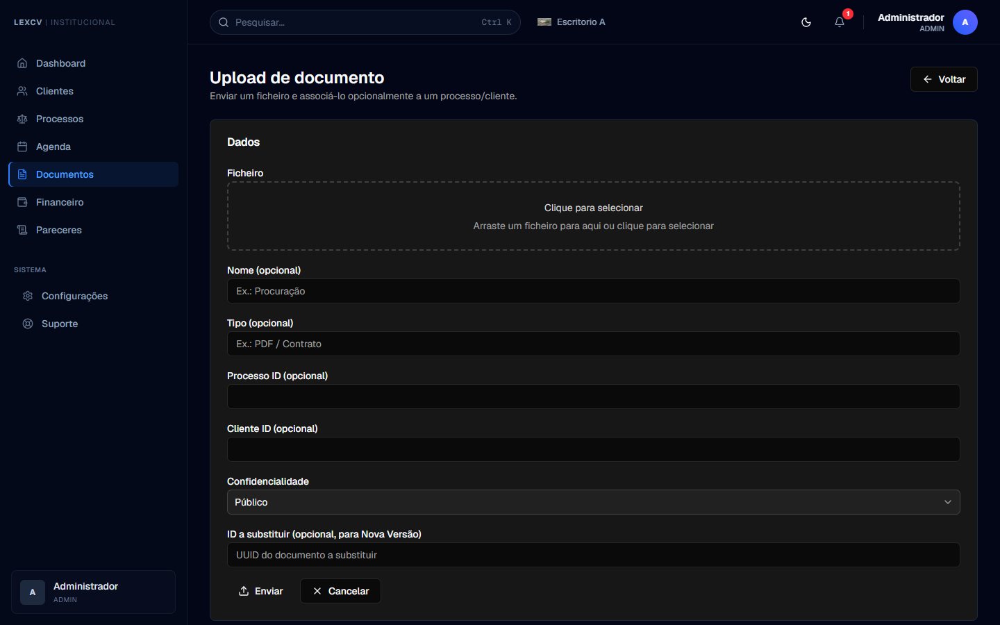 LEXCV | INSTITUCIONAL
Pesquisar...
Ctrl K
Escritorio A
1
Administrador
ADMIN
A
Dashboard
Clientes
Processos
Agenda
Documentos
Financeiro
Pareceres
SISTEMA
Configurações
Suporte
A
Administrador
ADMIN
Upload de documento
Enviar um ficheiro e associá-lo opcionalmente a um processo/cliente.
Voltar
Dados
Ficheiro
Clique para selecionar
Arraste um ficheiro para aqui ou clique para selecionar
Nome (opcional)
Ex.: Procuração
Tipo (opcional)
Ex.: PDF / Contrato
Processo ID (opcional)
Cliente ID (opcional)
Confidencialidade
Público
ID a substituir (opcional, para Nova Versão)
UUID do documento a substituir
Enviar
Cancelar